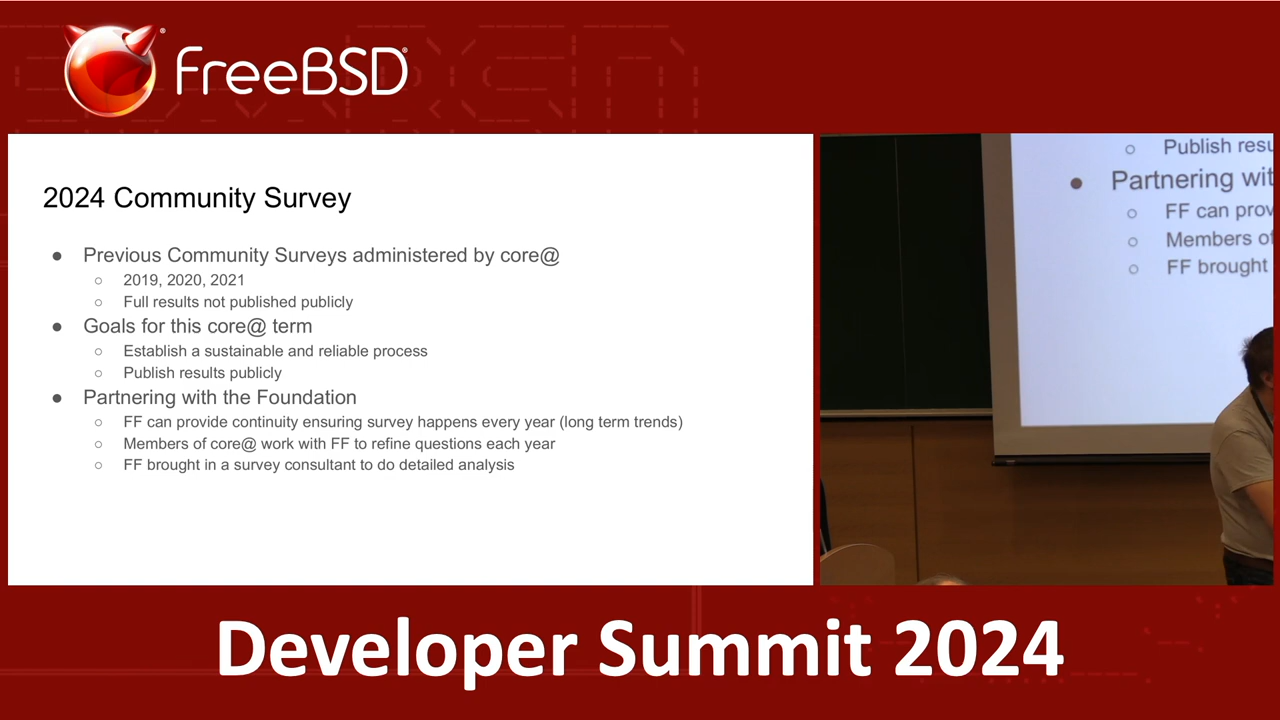 FreeBSD®
2024 Community Survey
● Previous Community Surveys administered by core@
○ 2019, 2020, 2021
○ Full results not published publicly
● Goals for this core@ term
○ Establish a sustainable and reliable process
○ Publish results publicly
● Partnering with the Foundation
○ FF can provide continuity ensuring survey happens every year (long term trends)
○ Members of core@ work with FF to refine questions each year
○ FF brought in a survey consultant to do detailed analysis
○ Publish resu
● Partnering wit
○ FF can prov
○ Members of
○ FF brought
Developer Summit 2024